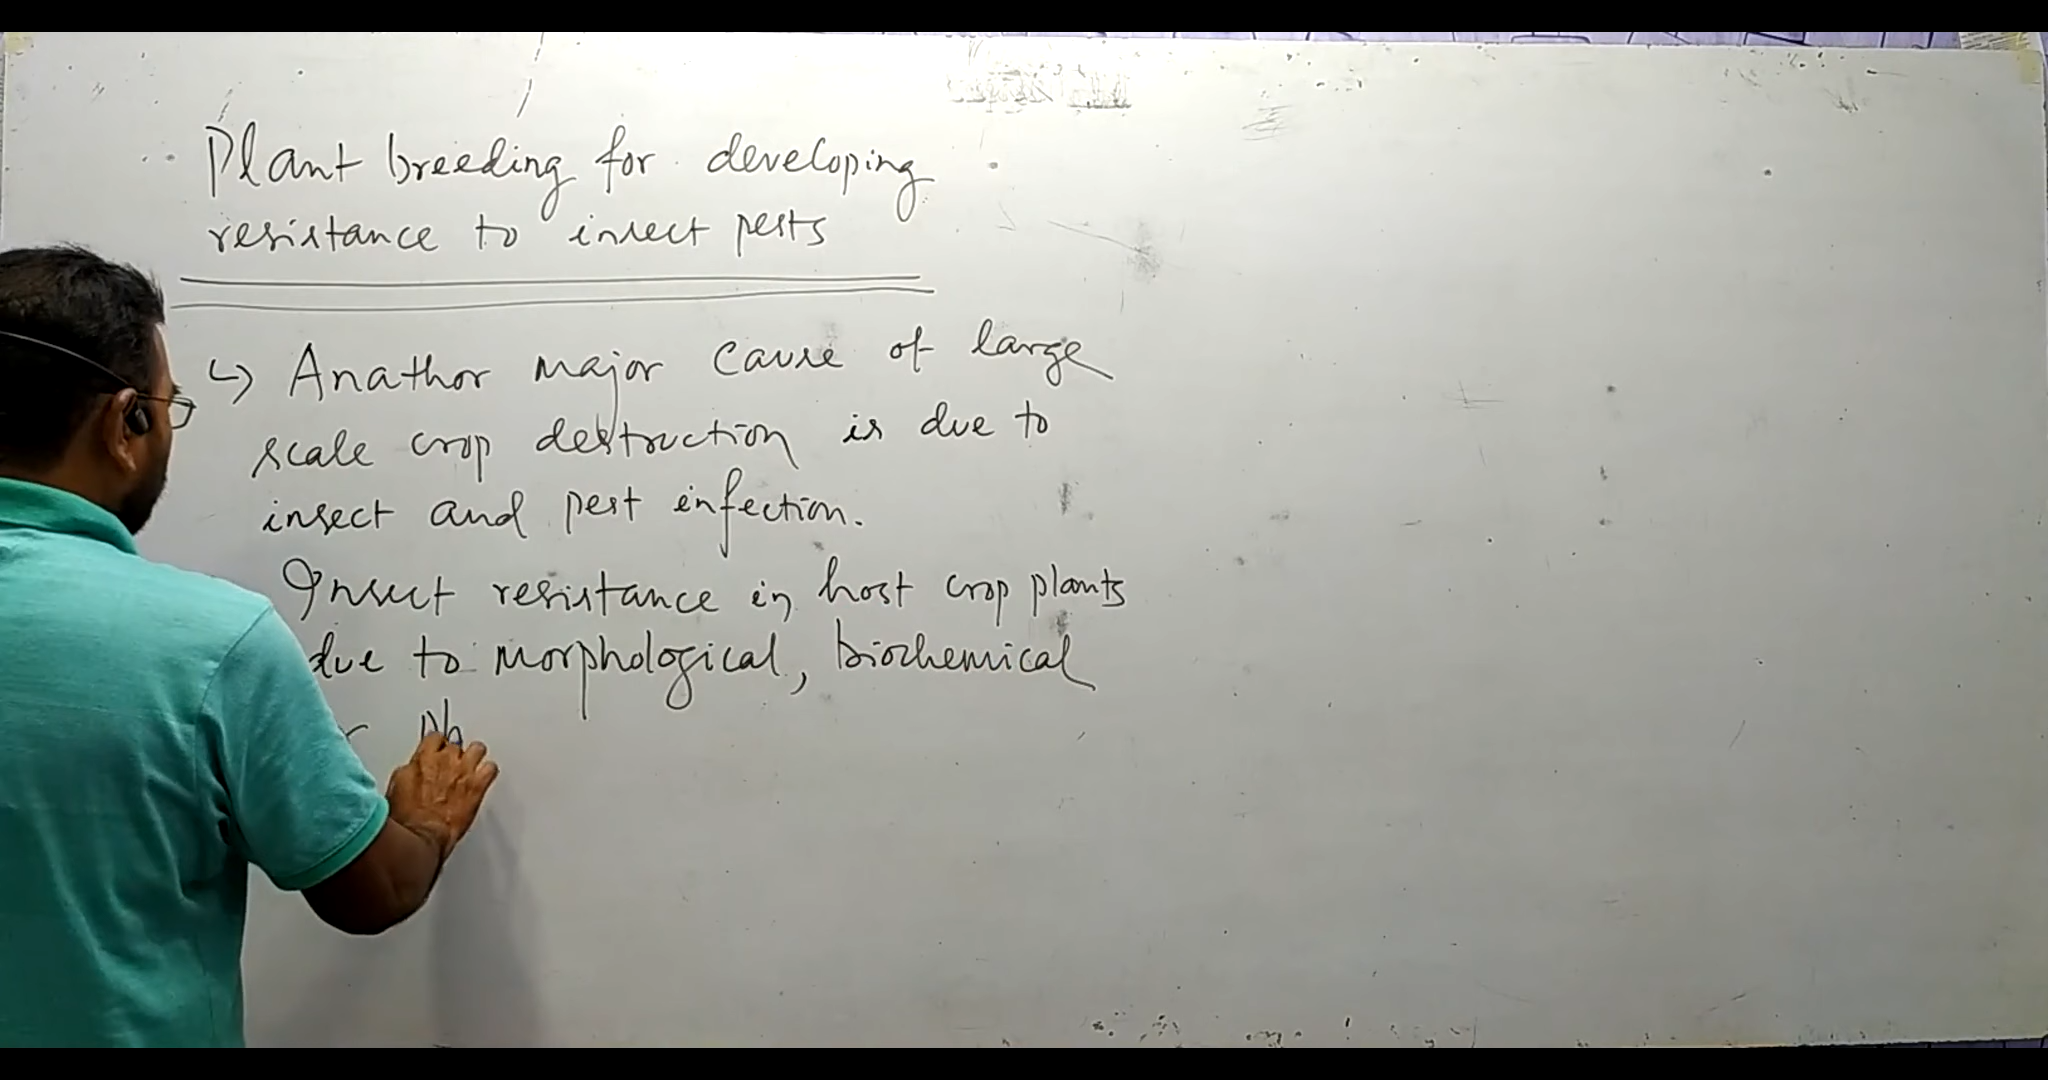 Plant breeding for developing
resistance to insect pests
↳ Anathor major cause of large
scale crop destruction is due to
insect and pest infection.
Insect resistance in host crop plants
due to morphological, biochemical